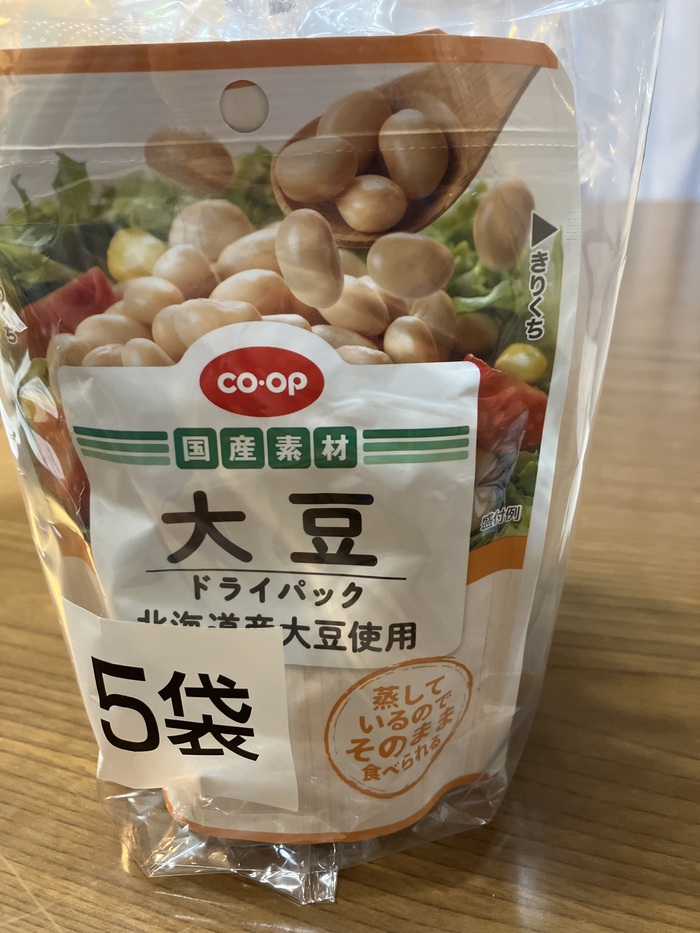 きりくち
CO·OP
国産素材
大豆
盛付例
ドライパック
北海道産大豆使用
5袋
蒸して
いるので
そのまま
食べられる